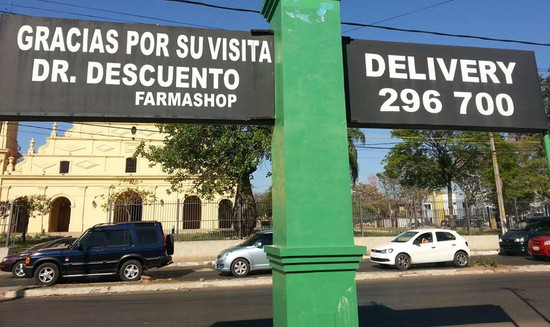 GRACIAS POR SU VISITA
DR. DESCUENTO
FARMASHOP
DELIVERY
296 700